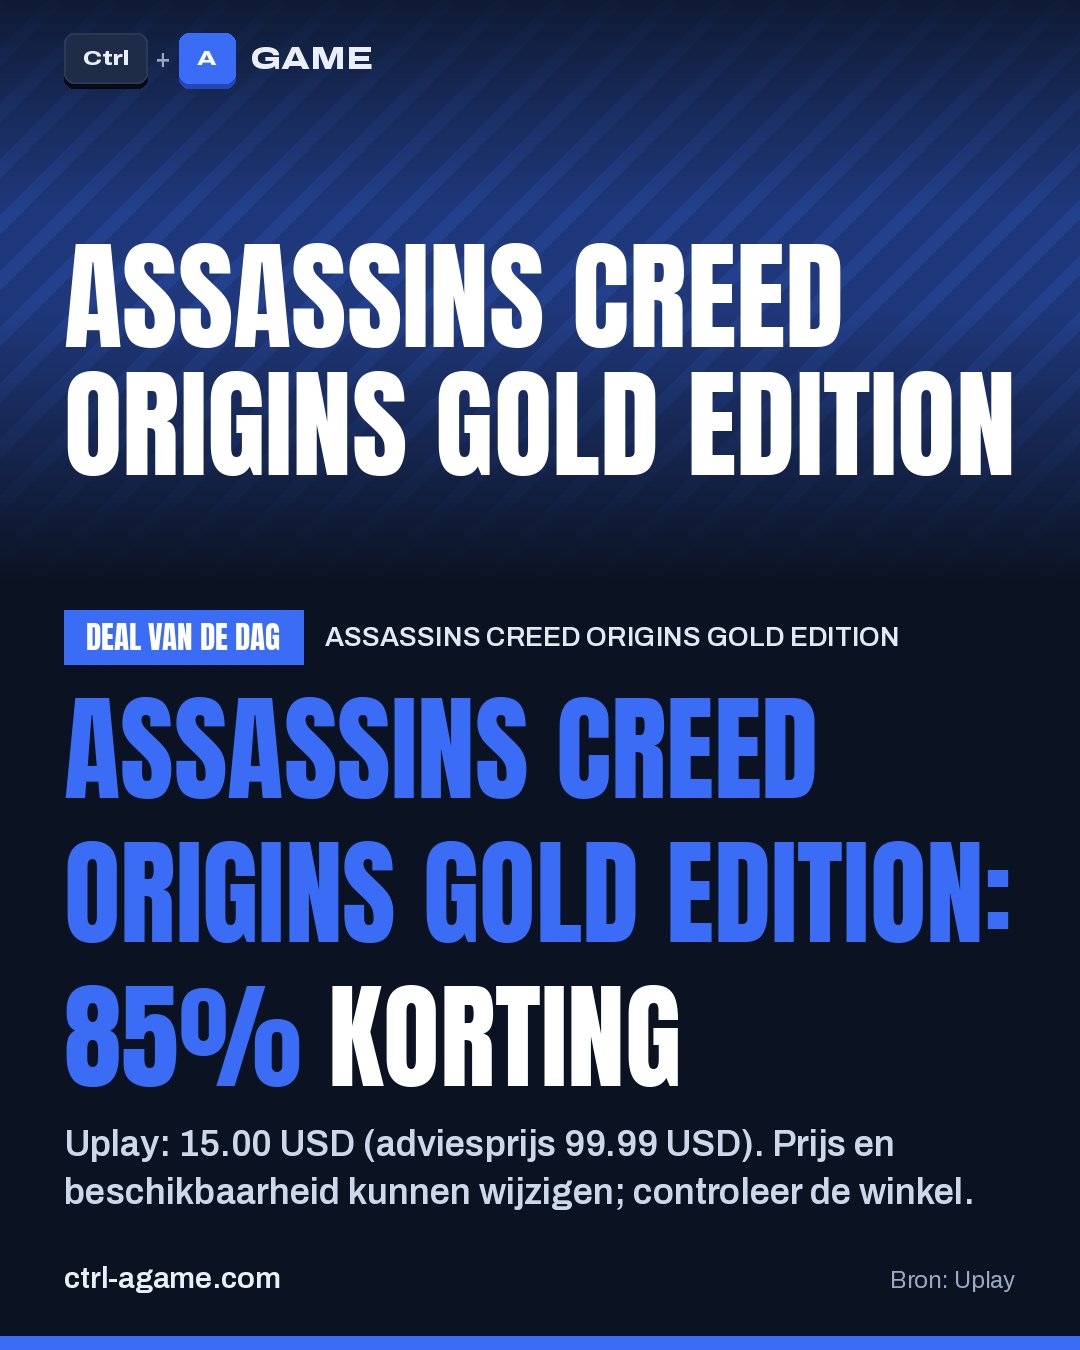 Ctrl + A GAME
ASSASSINS CREED
ORIGINS GOLD EDITION
DEAL VAN DE DAG ASSASSINS CREED ORIGINS GOLD EDITION
ASSASSINS CREED
ORIGINS GOLD EDITION:
85% KORTING
Uplay: 15.00 USD (adviesprijs 99.99 USD). Prijs en
beschikbaarheid kunnen wijzigen; controleer de winkel.
ctrl-agame.com
Bron: Uplay